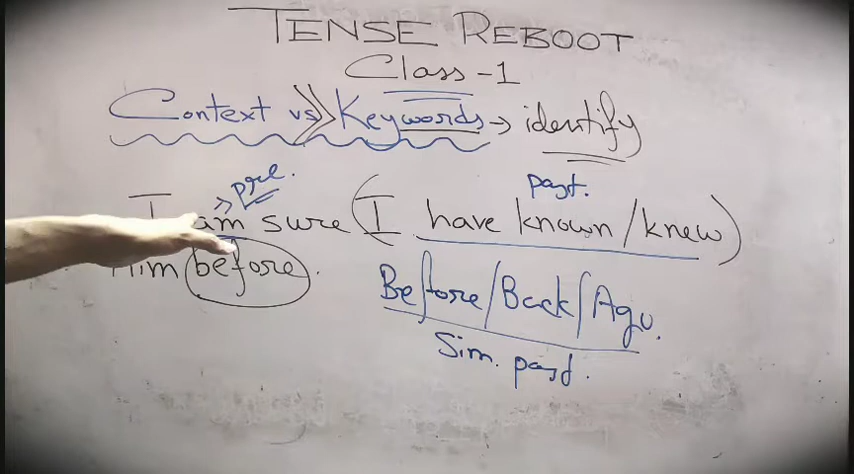 TENSE REBOOT
Class-1
Context vs >> Keywords → identify
>> pre.
past.
I am sure (I have known/knew)
him before.
Before/Back/Ago.
Sim. past.